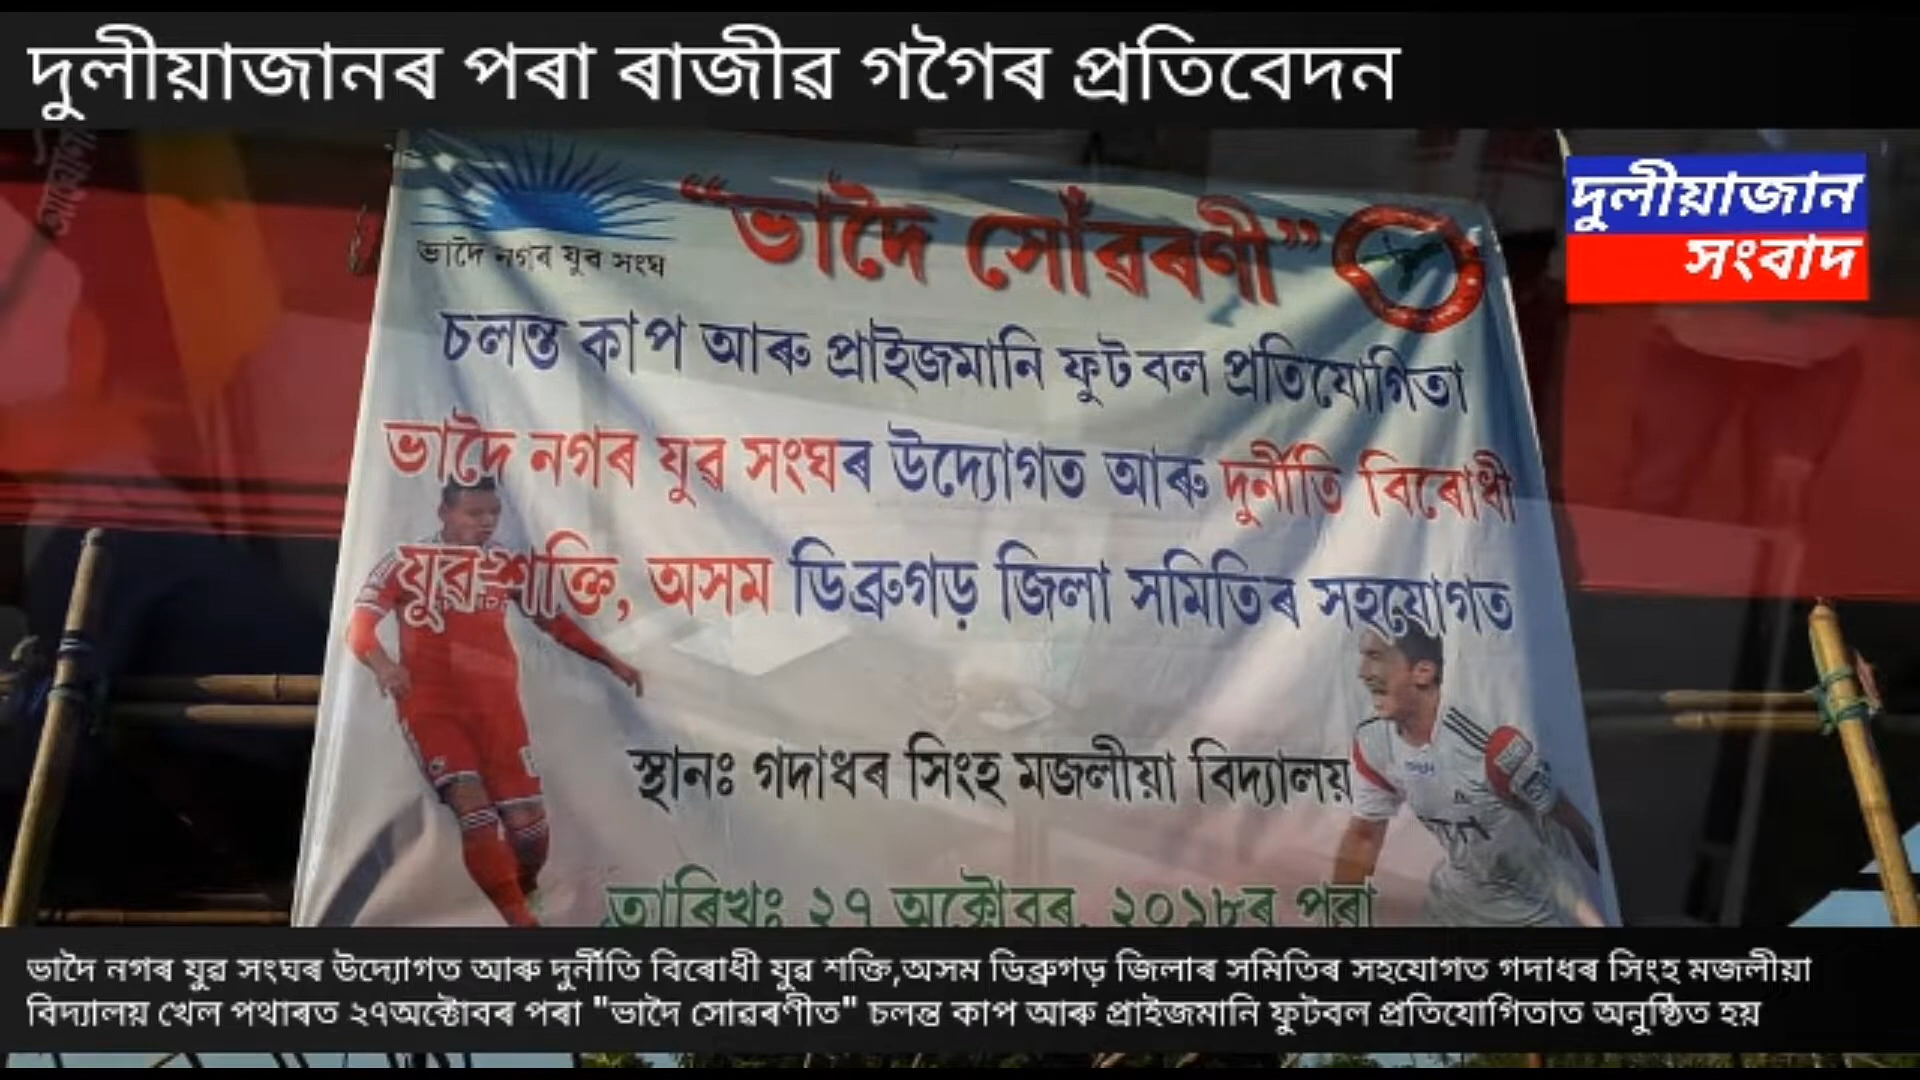 দুলীয়াজানৰ পৰা ৰাজীৱ গগৈৰ প্ৰতিবেদন
দুলীয়াজান
সংবাদ
ভাদৈ নগৰ যুৱ সংঘ
“ভাদৈ সোঁৱৰণী”
চলন্ত কাপ আৰু প্ৰাইজমানি ফুটবল প্ৰতিযোগিতা
ভাদৈ নগৰ যুৱ সংঘৰ উদ্যোগত আৰু দুৰ্নীতি বিৰোধী
যুৱ-শক্তি, অসম ডিব্ৰুগড় জিলা সমিতিৰ সহযোগত
স্থানঃ গদাধৰ সিংহ মজলীয়া বিদ্যালয়
তাৰিখঃ ২৭ অক্টোবৰ, ২০১৮ৰ পৰা
ভাদৈ নগৰ যুৱ সংঘৰ উদ্যোগত আৰু দুৰ্নীতি বিৰোধী যুৱ শক্তি,অসম ডিব্ৰুগড় জিলাৰ সমিতিৰ সহযোগত গদাধৰ সিংহ মজলীয়া
বিদ্যালয় খেল পথাৰত ২৭অক্টোবৰ পৰা "ভাদৈ সোৱৰণীত" চলন্ত কাপ আৰু প্ৰাইজমানি ফুটবল প্ৰতিযোগিতাত অনুষ্ঠিত হয়